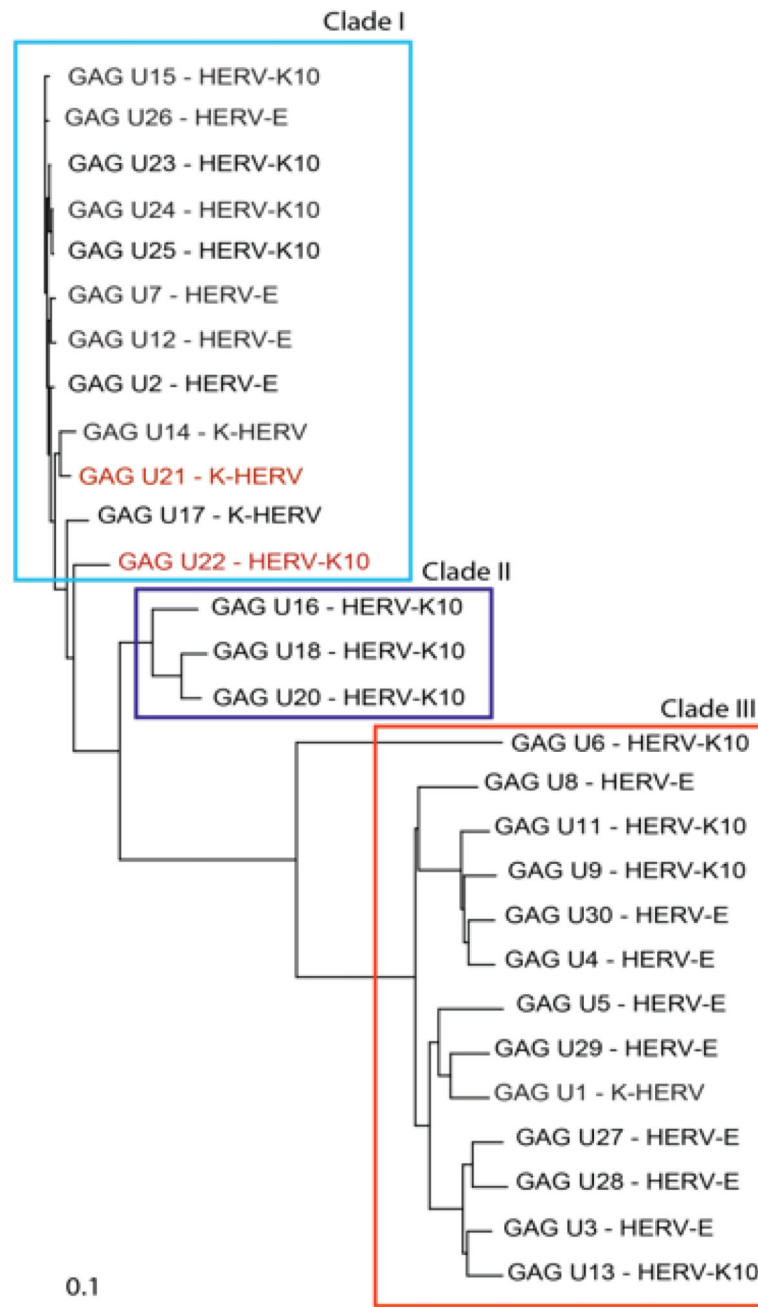 Clade I
GAG U15 - HERV-K10
GAG U26 - HERV-E
GAG U23 - HERV-K10
GAG U24 - HERV-K10
GAG U25 - HERV-K10
GAG U7 - HERV-E
GAG U12 - HERV-E
GAG U2 - HERV-E
GAG U14 - K-HERV
GAG U21 - K-HERV
GAG U17 - K-HERV
GAG U22 - HERV-K10
Clade II
GAG U16 - HERV-K10
GAG U18 - HERV-K10
GAG U20 - HERV-K10
Clade III
GAG U6 - HERV-K10
GAG U8 - HERV-E
GAG U11 - HERV-K10
GAG U9 - HERV-K10
GAG U30 - HERV-E
GAG U4 - HERV-E
GAG U5 - HERV-E
GAG U29 - HERV-E
GAG U1 - K-HERV
GAG U27 - HERV-E
GAG U28 - HERV-E
GAG U3 - HERV-E
GAG U13 - HERV-K10
0.1